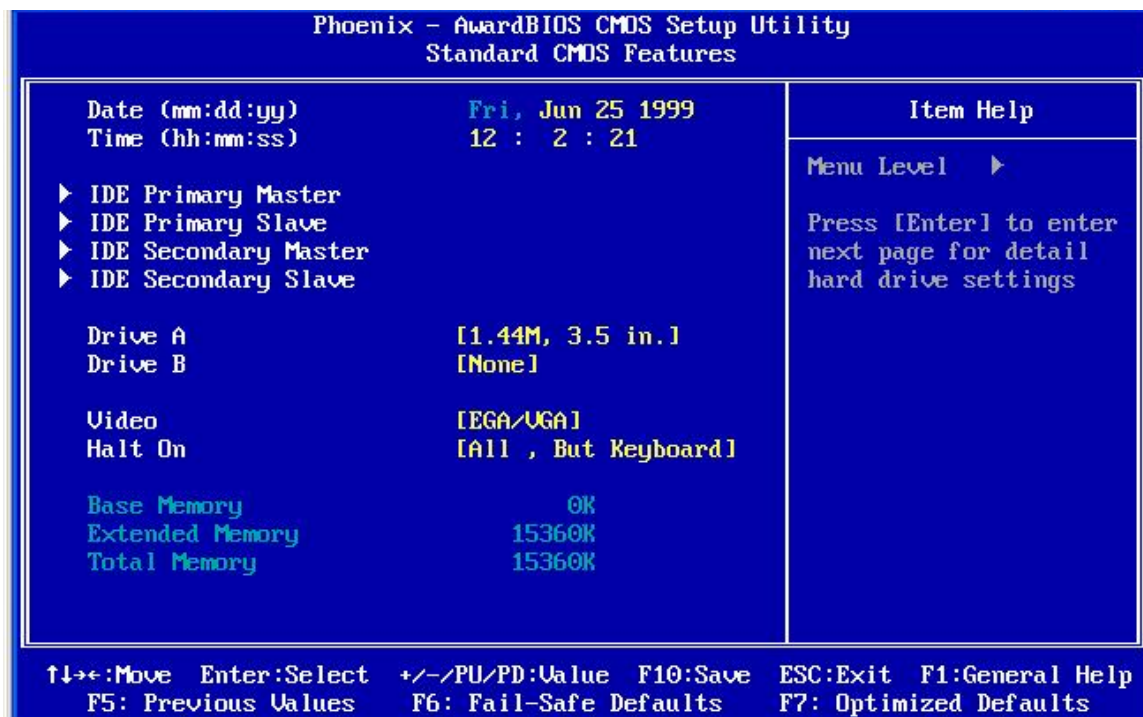 Phoenix - AwardBIOS CMOS Setup Utility
Standard CMOS Features
Date (mm:dd:yy) Fri, Jun 25 1999
Time (hh:mm:ss) 12 : 2 : 21
IDE Primary Master
IDE Primary Slave
IDE Secondary Master
IDE Secondary Slave
Drive A [1.44M, 3.5 in.]
Drive B [None]
Video [EGA/VGA]
Halt On [All , But Keyboard]
Base Memory 0K
Extended Memory 15360K
Total Memory 15360K
Item Help
Menu Level ▶
Press [Enter] to enter
next page for detail
hard drive settings
↑↓→←:Move Enter:Select +/-/PU/PD:Value F10:Save ESC:Exit F1:General Help
F5: Previous Values F6: Fail-Safe Defaults F7: Optimized Defaults